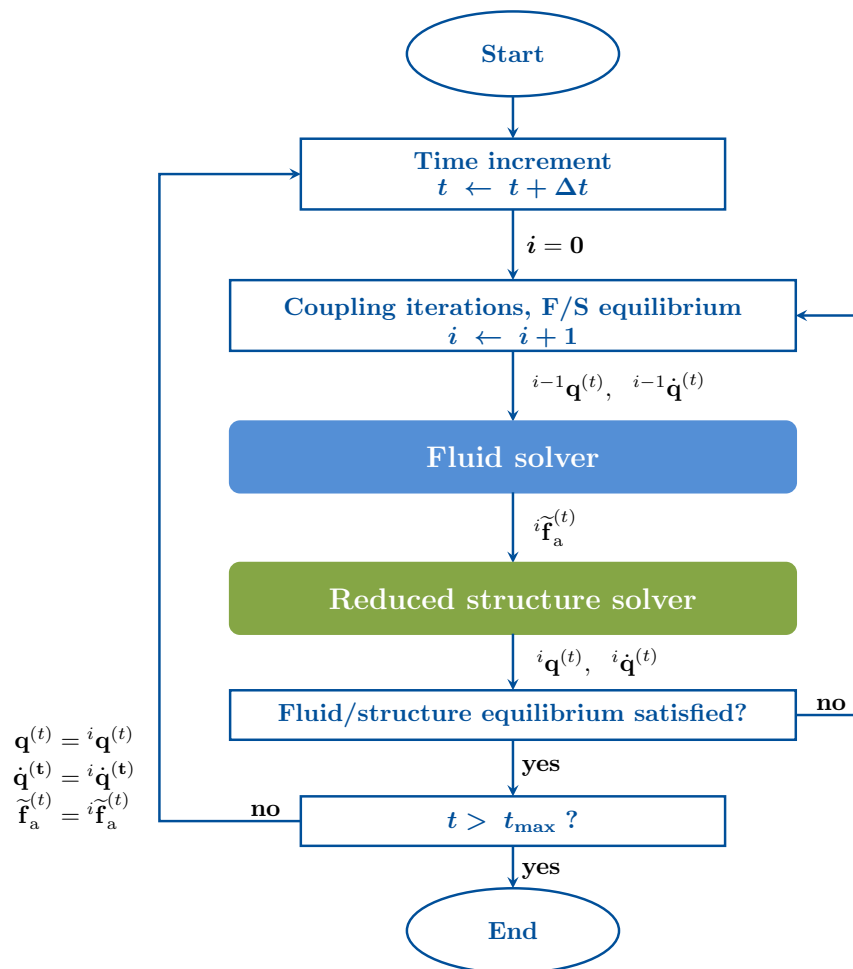 Start
Time increment
t ← t + Δt
i = 0
Coupling iterations, F/S equilibrium
i ← i + 1
i−1q(t), i−1q̇(t)
Fluid solver
if̃a(t)
Reduced structure solver
iq(t), iq̇(t)
Fluid/structure equilibrium satisfied?
no
q(t) = iq(t)
q̇(t) = iq̇(t)
f̃a(t) = if̃a(t)
yes
no
t > tmax ?
yes
End